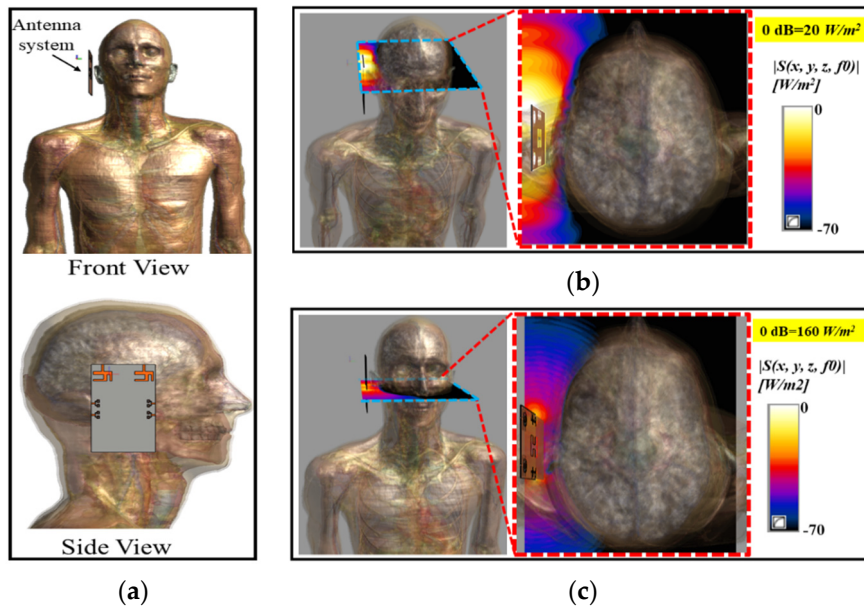 Antenna
system
Front View
Side View
(a)
0 dB=20 W/m²
|S(x, y, z, f0)|
[W/m²]
0
-70
(b)
0 dB=160 W/m²
|S(x, y, z, f0)|
[W/m2]
0
-70
(c)